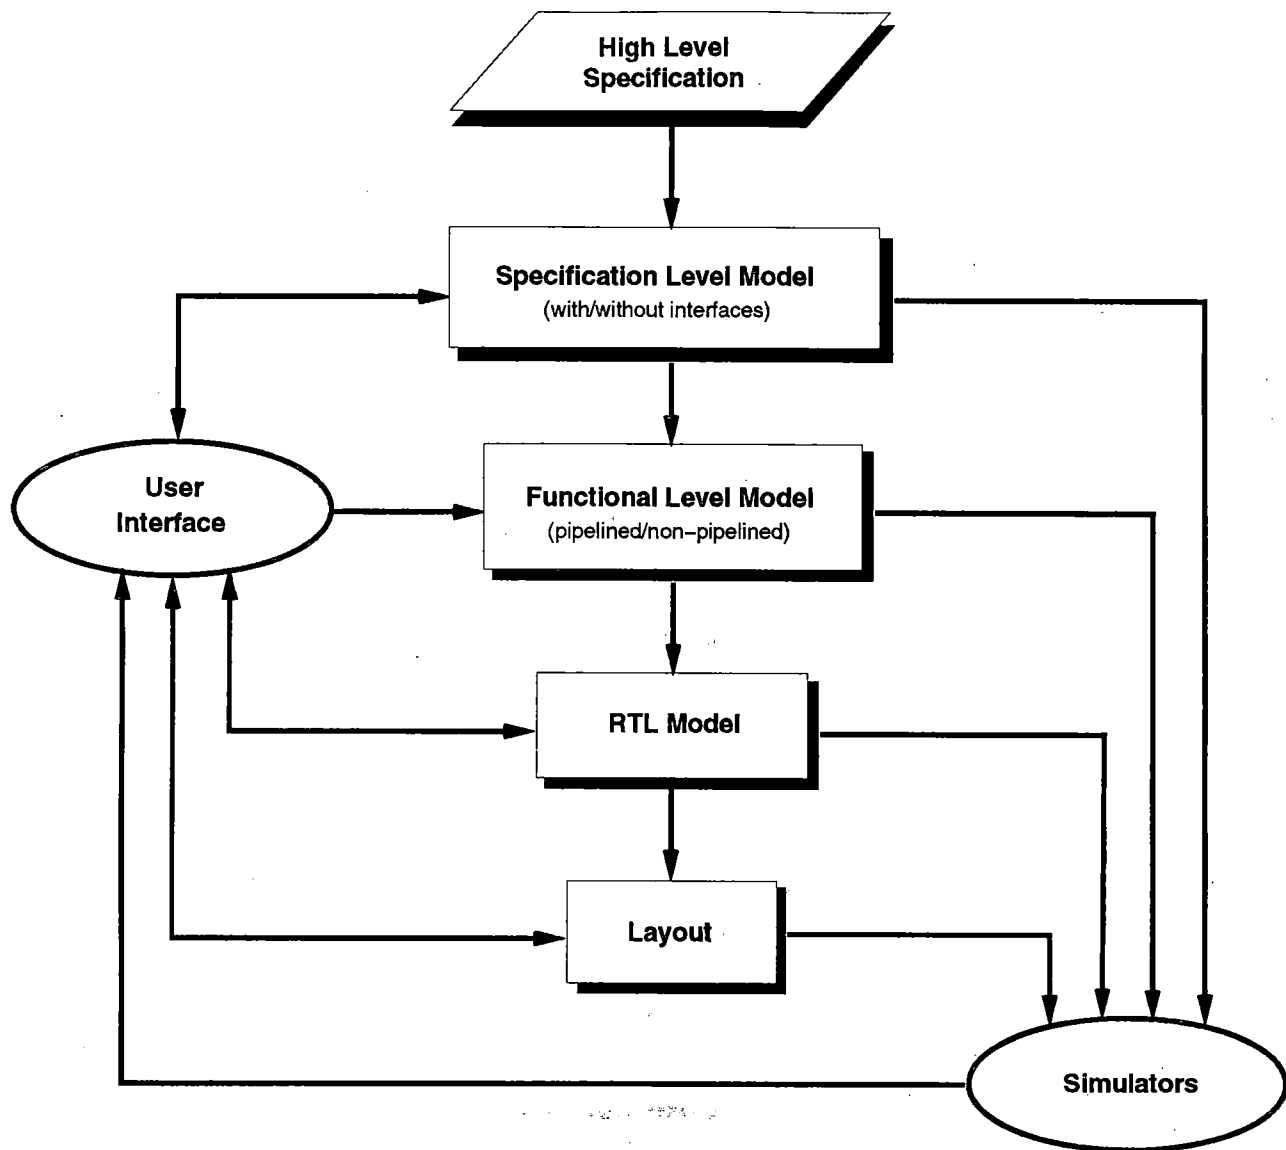 High Level
Specification
Specification Level Model
(with/without interfaces)
User
Interface
Functional Level Model
(pipelined/non−pipelined)
RTL Model
Layout
Simulators